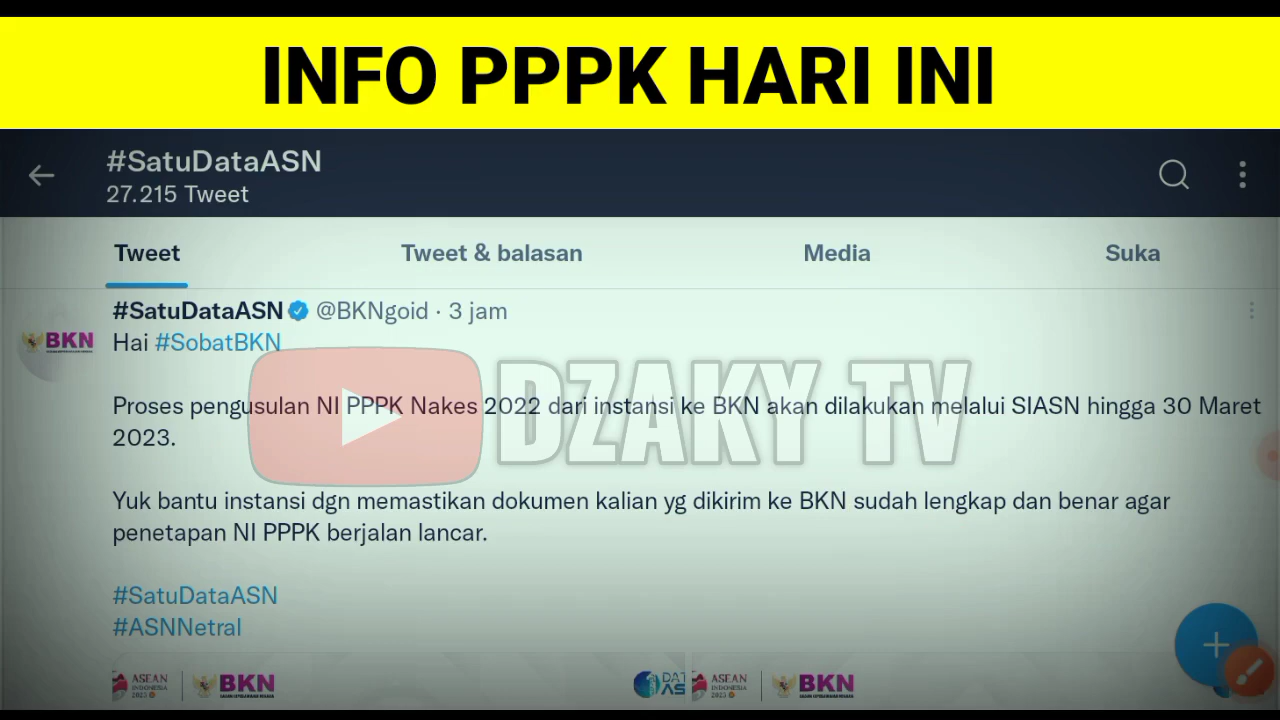 INFO PPPK HARI INI
#SatuDataASN
27.215 Tweet
Tweet
Tweet & balasan
Media
Suka
#SatuDataASN @BKNgoid · 3 jam
BKN
Hai #SobatBKN
DZAKY TV
Proses pengusulan NI PPPK Nakes 2022 dari instansi ke BKN akan dilakukan melalui SIASN hingga 30 Maret
2023.
Yuk bantu instansi dgn memastikan dokumen kalian yg dikirim ke BKN sudah lengkap dan benar agar
penetapan NI PPPK berjalan lancar.
#SatuDataASN
#ASNNetral
ASEAN
INDONESIA
2023
BKN
DAT
AS
ASEAN
INDONESIA
2023
BKN